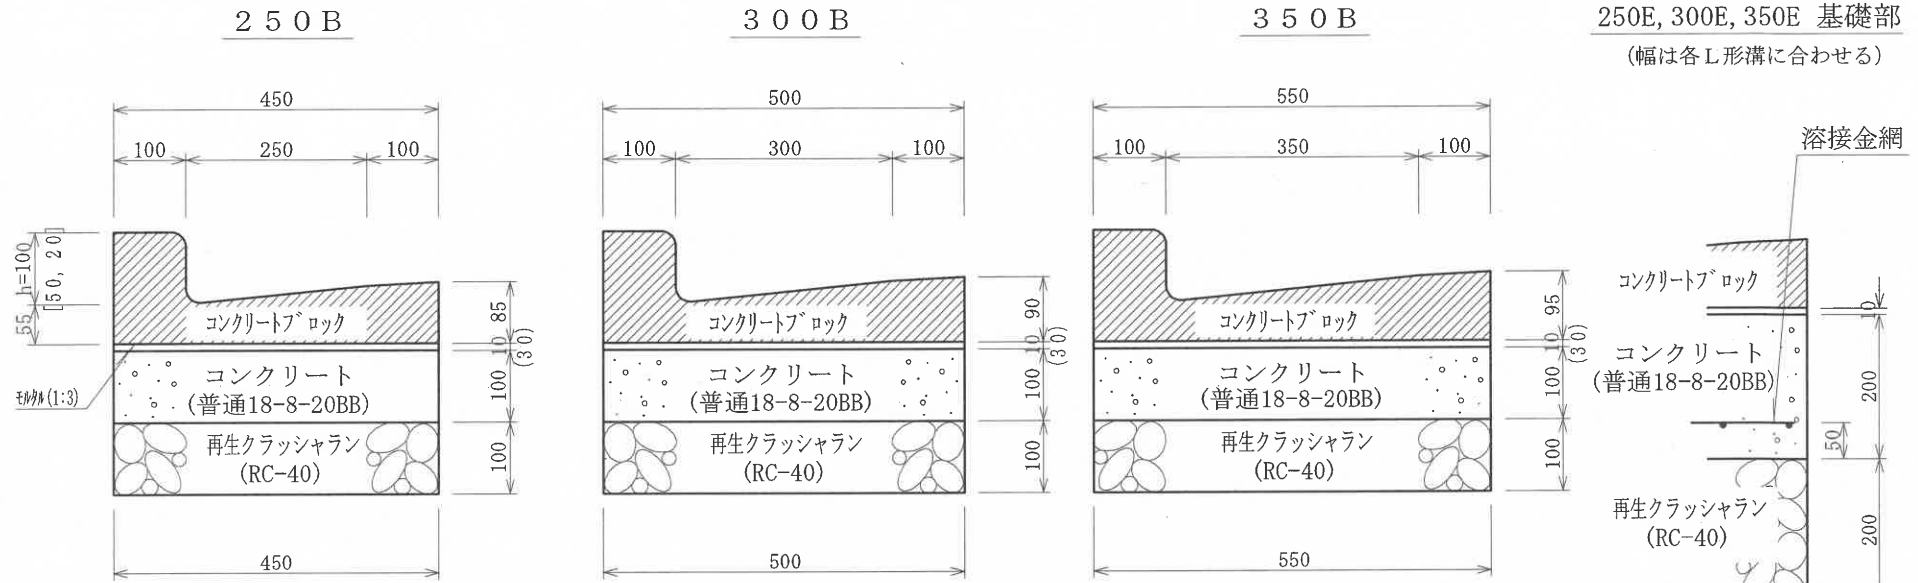 250B
450
100 250 100
h=100
[50, 20]
55
85
10
(30)
100
100
コンクリートブロック
モルタル(1:3)
コンクリート
(普通18-8-20BB)
再生クラッシャラン
(RC-40)
450
300B
500
100 300 100
90
10
(30)
100
100
コンクリートブロック
コンクリート
(普通18-8-20BB)
再生クラッシャラン
(RC-40)
500
350B
550
100 350 100
95
10
(30)
100
100
コンクリートブロック
コンクリート
(普通18-8-20BB)
再生クラッシャラン
(RC-40)
550
250E, 300E, 350E 基礎部
(幅は各L形溝に合わせる)
溶接金網
コンクリートブロック
10
コンクリート
(普通18-8-20BB)
200
50
再生クラッシャラン
(RC-40)
200